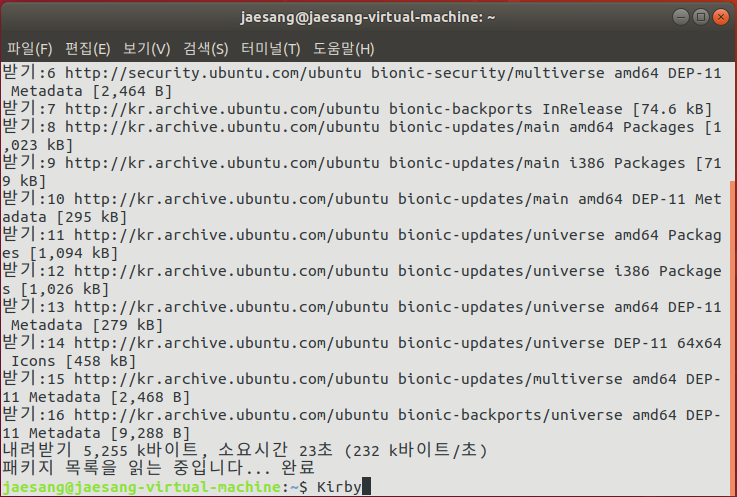 jaesang@jaesang-virtual-machine: ~
파일(F) 편집(E) 보기(V) 검색(S) 터미널(T) 도움말(H)
받기:6 http://security.ubuntu.com/ubuntu bionic-security/multiverse amd64 DEP-11
 Metadata [2,464 B]
받기:7 http://kr.archive.ubuntu.com/ubuntu bionic-backports InRelease [74.6 kB]
받기:8 http://kr.archive.ubuntu.com/ubuntu bionic-updates/main amd64 Packages [1
,023 kB]
받기:9 http://kr.archive.ubuntu.com/ubuntu bionic-updates/main i386 Packages [71
9 kB]
받기:10 http://kr.archive.ubuntu.com/ubuntu bionic-updates/main amd64 DEP-11 Met
adata [295 kB]
받기:11 http://kr.archive.ubuntu.com/ubuntu bionic-updates/universe amd64 Packag
es [1,094 kB]
받기:12 http://kr.archive.ubuntu.com/ubuntu bionic-updates/universe i386 Package
s [1,026 kB]
받기:13 http://kr.archive.ubuntu.com/ubuntu bionic-updates/universe amd64 DEP-11
 Metadata [279 kB]
받기:14 http://kr.archive.ubuntu.com/ubuntu bionic-updates/universe DEP-11 64x64
 Icons [458 kB]
받기:15 http://kr.archive.ubuntu.com/ubuntu bionic-updates/multiverse amd64 DEP-
11 Metadata [2,468 B]
받기:16 http://kr.archive.ubuntu.com/ubuntu bionic-backports/universe amd64 DEP-
11 Metadata [9,288 B]
내려받기 5,255 k바이트, 소요시간 23초 (232 k바이트/초)
패키지 목록을 읽는 중입니다... 완료
jaesang@jaesang-virtual-machine:~$ Kirby